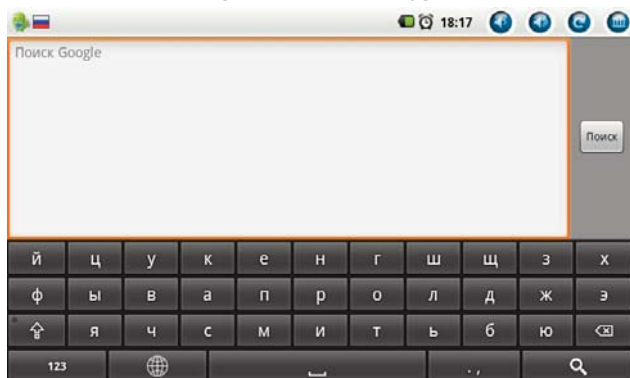 18:17
Поиск Google
Поиск
й ц у к е н г ш щ з х
ф ы в а п р о л д ж э
я ч с м и т ь б ю
123 . ,